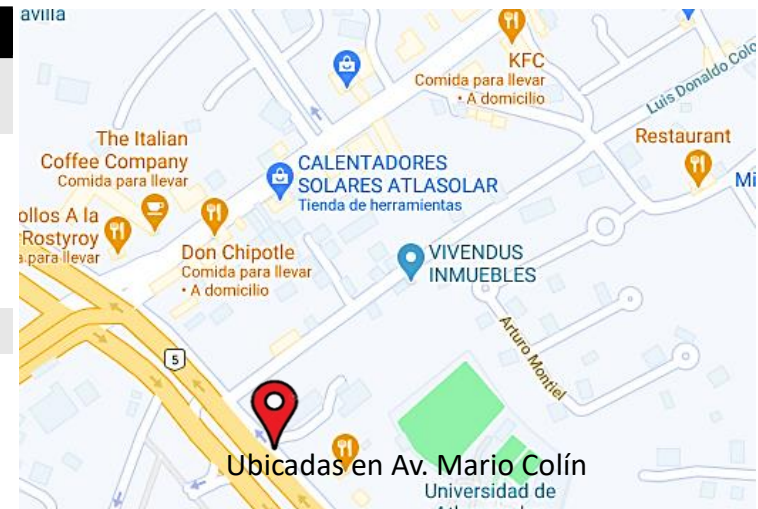 avilla
KFC
Comida para llevar
• A domicilio
Luis Donaldo Colo
The Italian
Coffee Company
Comida para llevar
CALENTADORES
SOLARES ATLASOLAR
Tienda de herramientas
Restaurant
Mi
ollos A la
Rostyroy
para llevar
Don Chipotle
Comida para llevar
• A domicilio
VIVENDUS
INMUEBLES
Arturo Montiel
5
Ubicadas en Av. Mario Colín
Universidad de